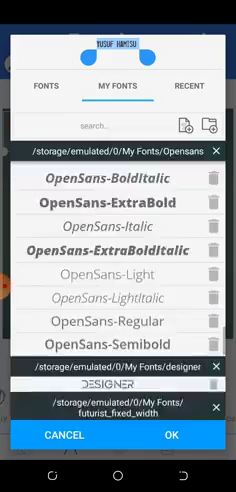 YUSUF HAMISU
FONTS MY FONTS RECENT
search...
/storage/emulated/0/My Fonts/Opensans ×
OpenSans-BoldItalic
OpenSans-ExtraBold
OpenSans-Italic
OpenSans-ExtraBoldItalic
OpenSans-Light
OpenSans-LightItalic
OpenSans-Regular
OpenSans-Semibold
/storage/emulated/0/My Fonts/designer ×
DESIGNER
/storage/emulated/0/My Fonts/
futurist_fixed_width ×
CANCEL OK